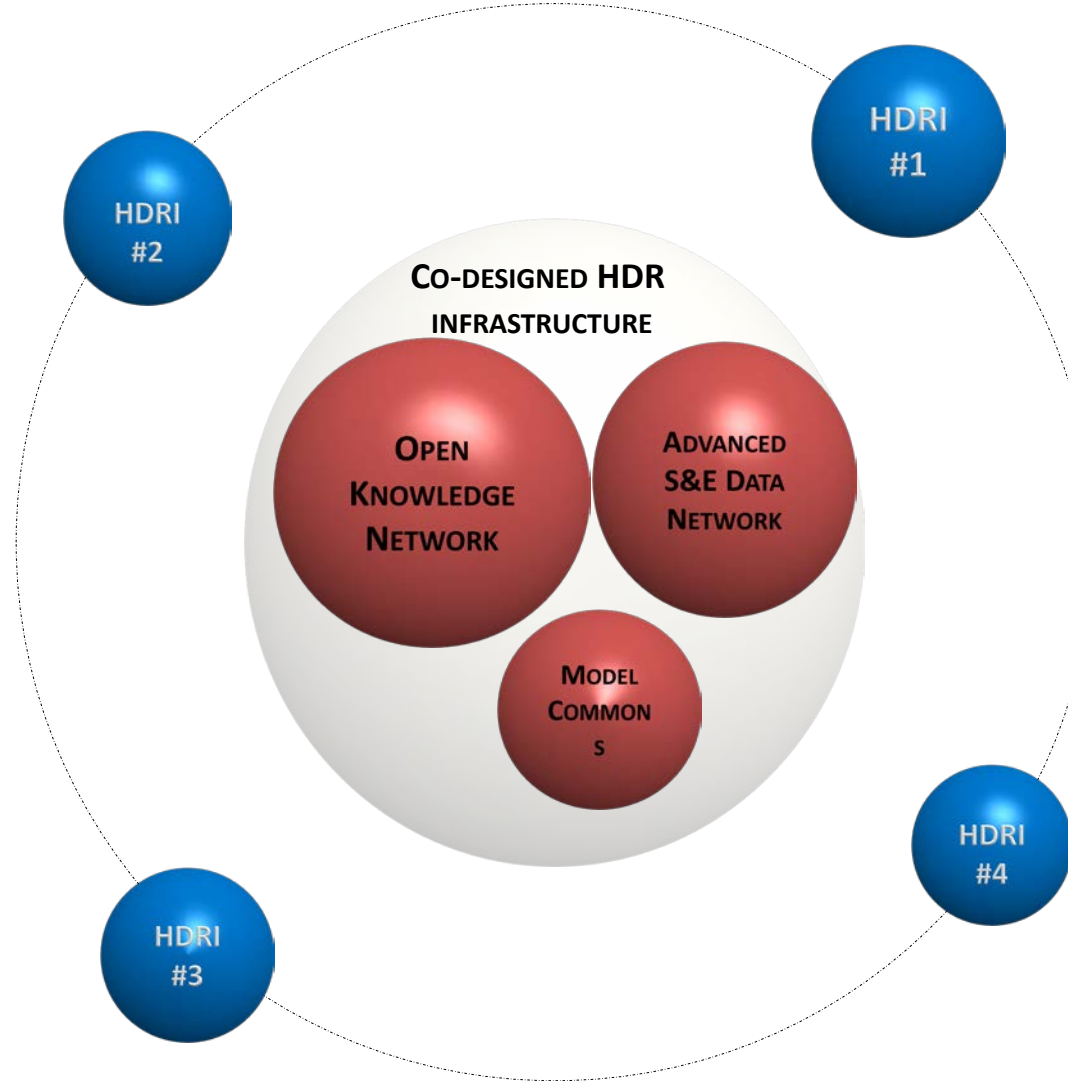 HDRI
#1
HDRI
#2
CO-DESIGNED HDR
INFRASTRUCTURE
OPEN
KNOWLEDGE
NETWORK
ADVANCED
S&E DATA
NETWORK
MODEL
COMMON
S
HDRI
#4
HDRI
#3